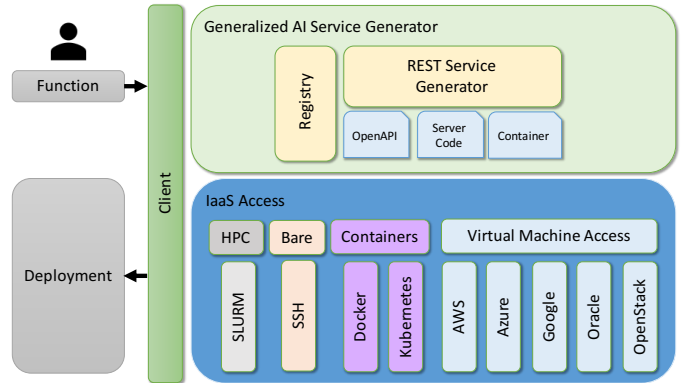 Generalized AI Service Generator
Function
Client
Registry
REST Service
Generator
OpenAPI
Server
Code
Container
Deployment
IaaS Access
HPC
Bare
Containers
Virtual Machine Access
SLURM
SSH
Docker
Kubernetes
AWS
Azure
Google
Oracle
OpenStack